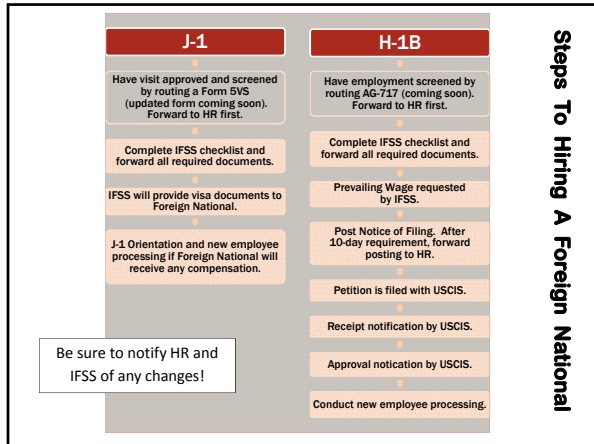 Steps To Hiring A Foreign National
J-1
Have visit approved and screened
by routing a Form 5VS
(updated form coming soon).
Forward to HR first.
Complete IFSS checklist and
forward all required documents.
IFSS will provide visa documents to
Foreign National.
J-1 Orientation and new employee
processing if Foreign National will
receive any compensation.
H-1B
Have employment screened by
routing AG-717 (coming soon).
Forward to HR first.
Complete IFSS checklist and
forward all required documents.
Prevailing Wage requested
by IFSS.
Post Notice of Filing. After
10-day requirement, forward
posting to HR.
Petition is filed with USCIS.
Receipt notification by USCIS.
Approval notication by USCIS.
Conduct new employee processing.
Be sure to notify HR and
IFSS of any changes!